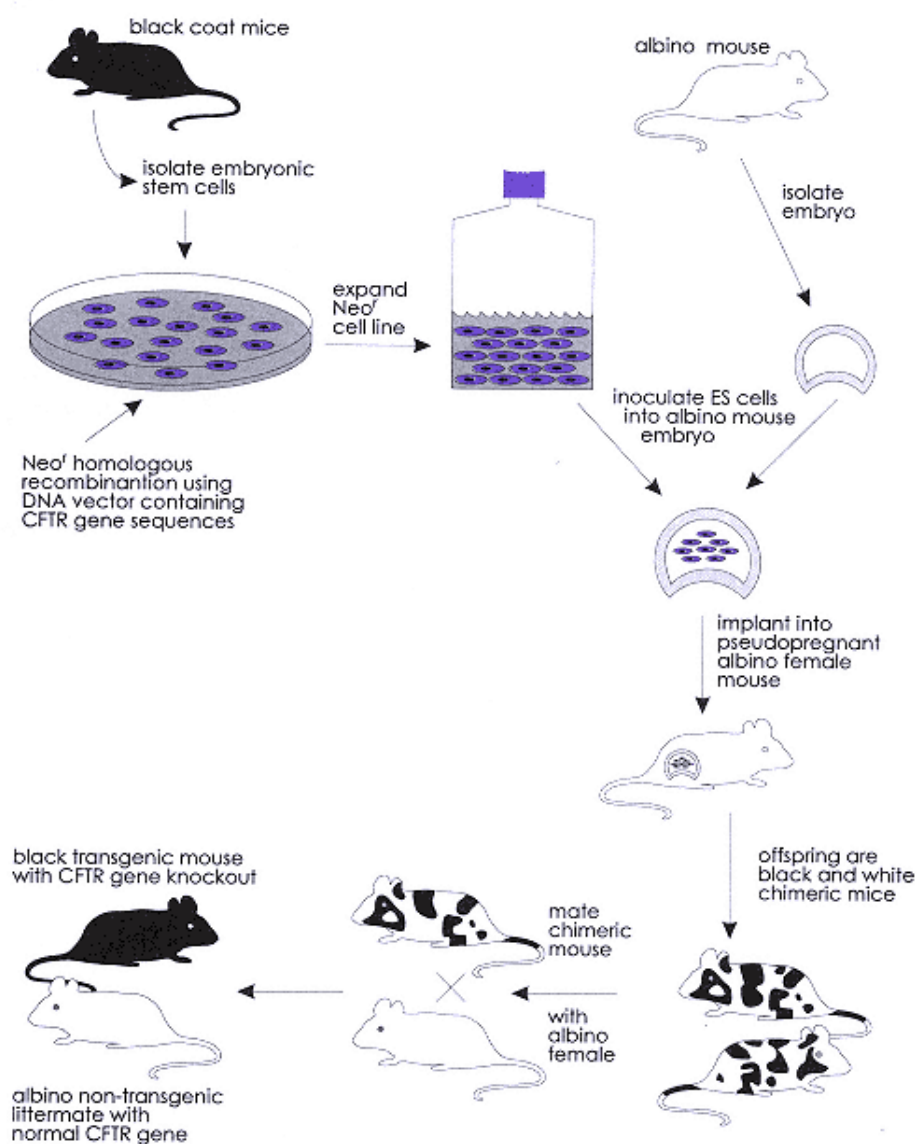 black coat mice
albino mouse
isolate embryonic
stem cells
isolate
embryo
expand
Neoʳ
cell line
inoculate ES cells
into albino mouse
embryo
Neoʳ homologous
recombinantion using
DNA vector containing
CFTR gene sequences
implant into
pseudopregnant
albino female
mouse
offspring are
black and white
chimeric mice
mate
chimeric
mouse
with
albino
female
black transgenic mouse
with CFTR gene knockout
albino non-transgenic
littermate with
normal CFTR gene